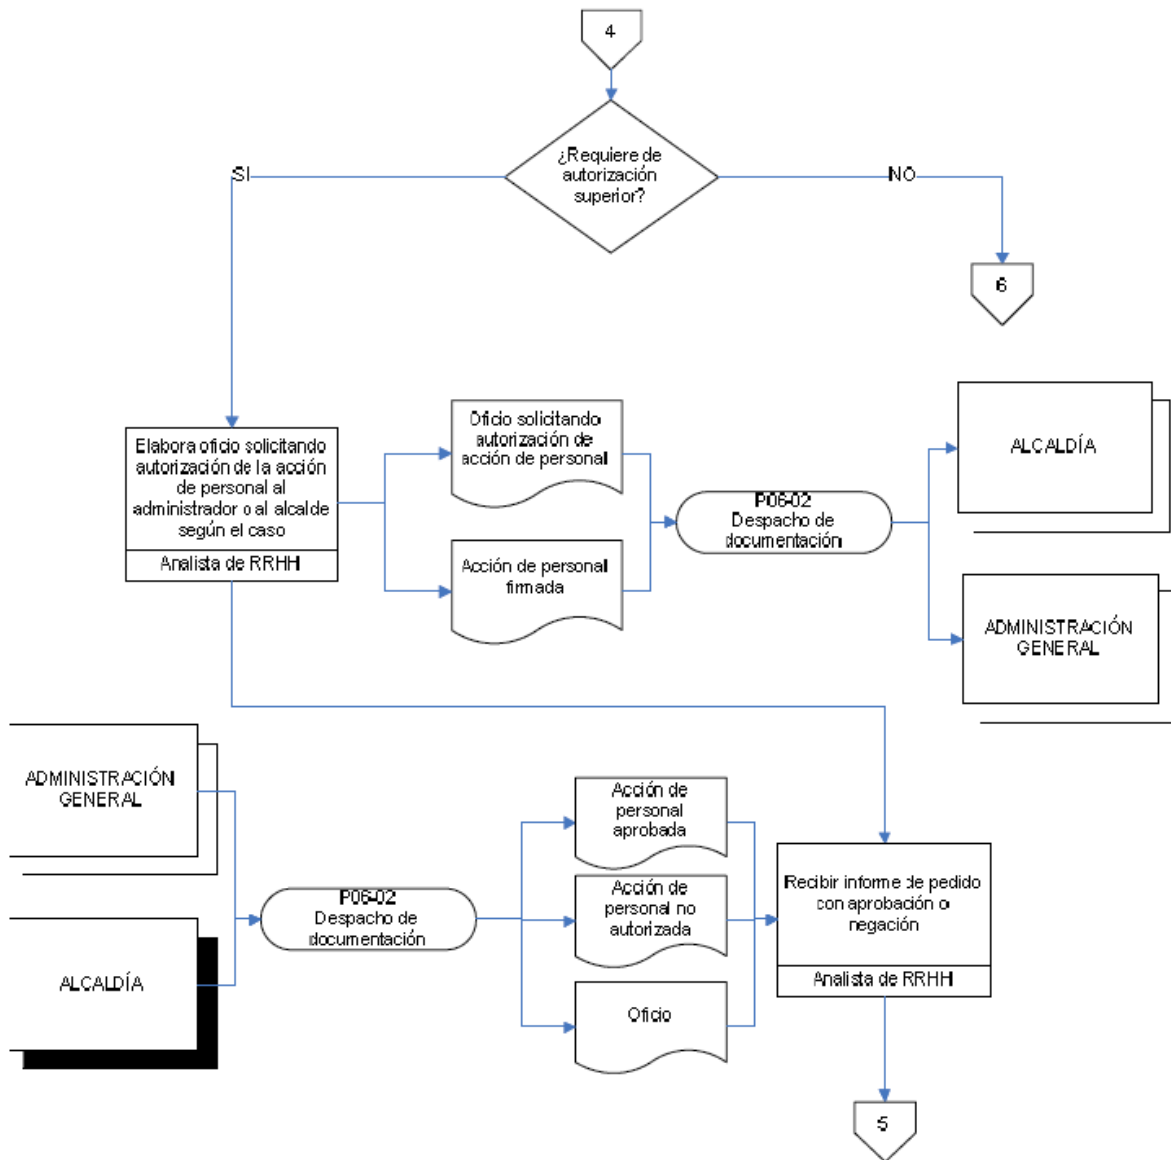 4
¿Requiere de
autorización
superior?
SI
NO
6
Elabora oficio solicitando
autorización de la acción
de personal al
administrador o al alcalde
según el caso
Analista de RRHH
Oficio solicitando
autorización de
acción de personal
Acción de personal
firmada
P06-02
Despacho de
documentación
ALCALDÍA
ADMINISTRACIÓN
GENERAL
ADMINISTRACIÓN
GENERAL
ALCALDÍA
P06-02
Despacho de
documentación
Acción de
personal
aprobada
Acción de
personal no
autorizada
Oficio
Recibir informe de pedido
con aprobación o
negación
Analista de RRHH
5